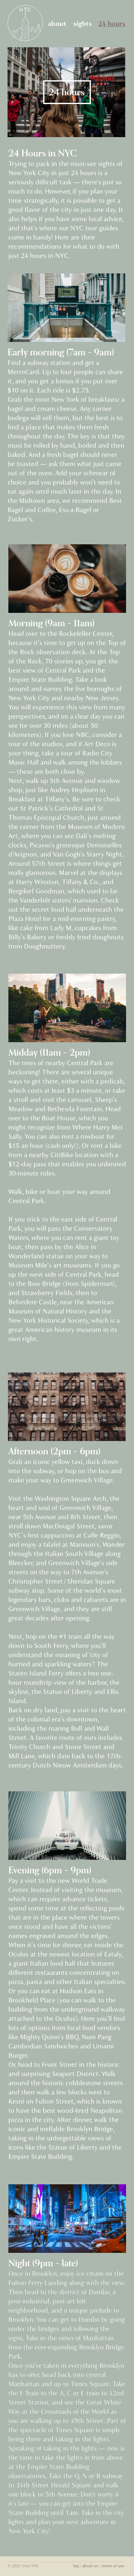 NYC
about sights 24 hours
24 hours
24 Hours in NYC
Trying to pack in the must-see sights of
New York City in just 24 hours is a
seriously difficult task — there's just so
much to do. However, if you plan your
time strategically, it is possible to get a
good flavor of the city in just one day. It
also helps if you have some local advice,
and that's where our NYC tour guides
come to handy! Here are their
recommendations for what to do with
just 24 hours in NYC.
Early morning (7am - 9am)
Find a subway station and get a
MetroCard. Up to four people can share
it, and you get a bonus if you put over
$10 on it. Each ride is $2.75.
Grab the most New York of breakfasts: a
bagel and cream cheese. Any corner
bodega will sell them, but the best is to
find a place that makes them fresh
throughout the day. The key is that they
must be rolled by hand, boiled and then
baked. And a fresh bagel should never
be toasted — ask them what just came
out of the oven. Add your schmear of
choice and you probably won't need to
eat again until much later in the day. In
the Midtown area, we recommend Best
Bagel and Coffee, Ess-a-Bagel or
Zucker's.
Morning (9am - 11am)
Head over to the Rockefeller Center,
because it's time to get up on the Top of
the Rock observation deck. At the Top of
the Rock, 70 stories up, you get the
best view of Central Park and the
Empire State Building. Take a look
around and survey the five boroughs of
New York City and nearby New Jersey.
You will experience this view from many
perspectives, and on a clear day you can
see for over 30 miles (about 50
kilometers). If you love NBC, consider a
tour of the studios, and if Art Deco is
your thing, take a tour of Radio City
Music Hall and walk among the lobbies
— these are both close by.
Next, walk up 5th Avenue and window
shop, just like Audrey Hepburn in
Breakfast at Tiffany's. Be sure to check
out St Patrick's Cathedral and St
Thomas Episcopal Church, just around
the corner from the Museum of Modern
Art, where you can see Dali's melting
clocks, Picasso's grotesque Demoiselles
d'Avignon, and Van Gogh's Starry Night.
Around 57th Street is where things get
really glamorous. Marvel at the displays
at Harry Winston, Tiffany & Co., and
Bergdorf Goodman, which used to be
the Vanderbilt sisters' mansion. Check
out the secret food hall underneath the
Plaza Hotel for a mid-morning pastry,
like cake from Lady M, cupcakes from
Billy's Bakery or freshly fried doughnuts
from Doughnuttery.
Midday (11am - 2pm)
The trees of nearby Central Park are
beckoning! There are several unique
ways to get there, either with a pedicab,
which costs at least $3 a minute, or take
a stroll and visit the carousel, Sheep's
Meadow and Bethesda Fountain. Head
over to the Boat House, which you
might recognize from Where Harry Met
Sally. You can also rent a rowboat for
$15 an hour (cash only!). Or rent a bike
from a nearby CitiBike location with a
$12-day pass that enables you unlimited
30-minute rides.
Walk, bike or boat your way around
Central Park.
If you stick to the east side of Central
Park, you will pass the Conservatory
Waters, where you can rent a giant toy
boat, then pass by the Alice in
Wonderland statue on your way to
Museum Mile's art museums. If you go
up the west side of Central Park, head
to the Bow Bridge (from Spiderman),
and Strawberry Fields, then to
Belvedere Castle, near the American
Museum of Natural History and the
New York Historical Society, which is a
great American history museum in its
own right.
Afternoon (2pm - 6pm)
Grab an iconic yellow taxi, duck down
into the subway, or hop on the bus and
make your way to Greenwich Village.
Visit the Washington Square Arch, the
heart and soul of Greenwich Village,
near 5th Avenue and 8th Street, then
stroll down MacDougal Street, savor
NYC's first cappuccino at Caffe Reggio,
and enjoy a falafel at Mamoun's. Wander
through the Italian South Village along
Bleecker, and Greenwich Village's side
streets on the way to 7th Avenue's
Christopher Street/Sheridan Square
subway stop. Some of the world's most
legendary bars, clubs and cabarets are in
Greenwich Village, and they are still
great decades after opening.
Next, hop on the #1 train all the way
down to South Ferry, where you'll
understand the meaning of 'city of
hurried and sparkling waters'! The
Staten Island Ferry offers a free one-
hour roundtrip view of the harbor, the
skyline, the Statue of Liberty and Ellis
Island.
Back on dry land, pay a visit to the heart
of the colonial era's downtown,
including the roaring Bull and Wall
Street. A favorite route of ours includes
Trinity Church and Stone Street and
Mill Lane, which date back to the 17th-
century Dutch Nieuw Amsterdam days.
Evening (6pm - 9pm)
Pay a visit to the new World Trade
Center. Instead of visiting the museum,
which can require advance tickets,
spend some time at the reflecting pools
that are in the place where the towers
once stood and have all the victims'
names engraved around the edges.
When it's time for dinner, eat inside the
Oculus at the newest location of Eataly,
a giant Italian food hall that features
different restaurants concentrating on
pizza, pasta and other Italian specialties.
Or you can eat at Hudson Eats in
Brookfield Place (you can walk to the
building from the underground walkway
attached to the Oculus). Here you'll find
lots of options from local food vendors
like Mighty Quinn's BBQ, Num Pang
Cambodian Sandwiches and Umami
Burger.
Or, head to Front Street in the historic
and surprising Seaport District. Walk
around the historic cobblestone streets
and then walk a few blocks west to
Kesté on Fulton Street, which is known
to have the best wood-fired Neapolitan
pizza in the city. After dinner, walk the
iconic and ineffable Brooklyn Bridge,
taking in the unforgettable views of
icons like the Statue of Liberty and the
Empire State Building.
Night (9pm - late)
Once in Brooklyn, enjoy ice cream on the
Fulton Ferry Landing along with the view.
Then head to the district of Dumbo, a
post-industrial, post-art loft
neighborhood, and a unique prelude to
Brooklyn. You can get to Dumbo by going
under the bridges and following the
signs. Take in the views of Manhattan
from the ever-expanding Brooklyn Bridge
Park.
Once you've taken in everything Brooklyn
has to offer, head back into central
Manhattan and up to Times Square. Take
the F Train to the A, C or E train to 42nd
Street Station, and see the Great White
Way at the Crossroads of the World as
you are walking up to 49th Street. Part of
the spectacle of Times Square is simply
being there and taking in the lights.
Speaking of taking in the lights — now is
the time to take the lights in from above
at the Empire State Building
observatories. Take the Q, N or R subway
to 34th Street Herald Square and walk
one block to 5th Avenue. Don't worry if
it's late — you can get into the Empire
State Building until 1am. Take in the city
lights and plan your next adventure in
New York City!
© 2023 Visit NYC
faq | about us | terms of use